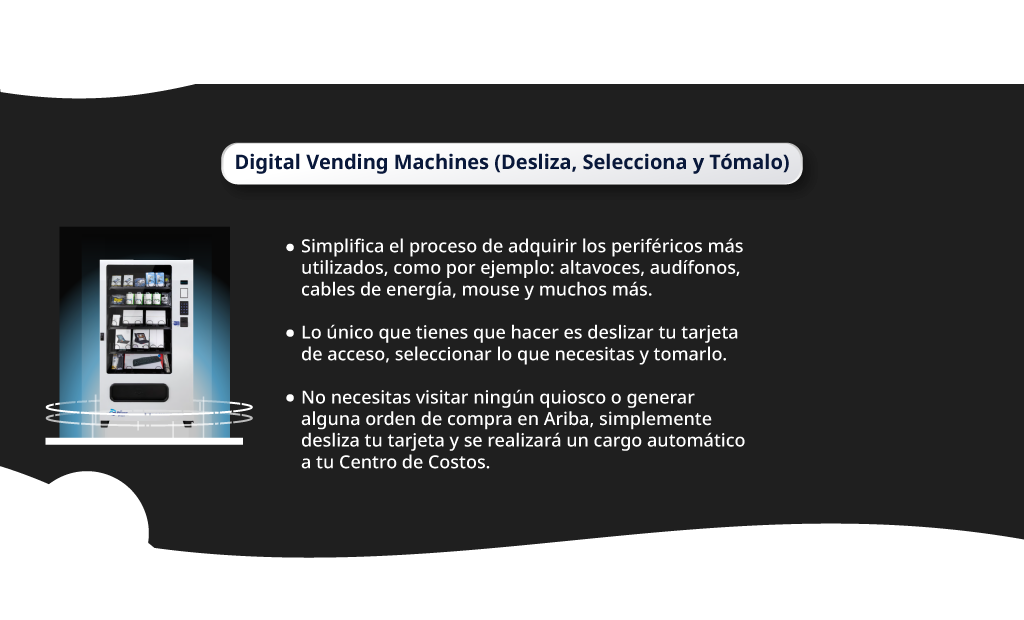 Digital Vending Machines (Desliza, Selecciona y Tómalo)
● Simplifica el proceso de adquirir los periféricos más
utilizados, como por ejemplo: altavoces, audífonos,
cables de energía, mouse y muchos más.
● Lo único que tienes que hacer es deslizar tu tarjeta
de acceso, seleccionar lo que necesitas y tomarlo.
● No necesitas visitar ningún quiosco o generar
alguna orden de compra en Ariba, simplemente
desliza tu tarjeta y se realizará un cargo automático
a tu Centro de Costos.